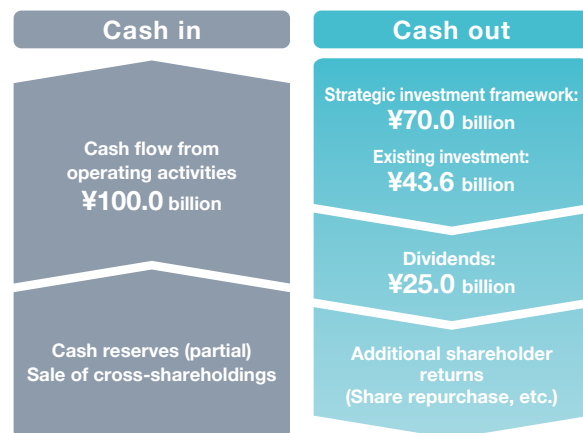 Cash in
Cash flow from
operating activities
¥100.0 billion
Cash reserves (partial)
Sale of cross-shareholdings
Cash out
Strategic investment framework:
¥70.0 billion
Existing investment:
¥43.6 billion
Dividends:
¥25.0 billion
Additional shareholder
returns
(Share repurchase, etc.)